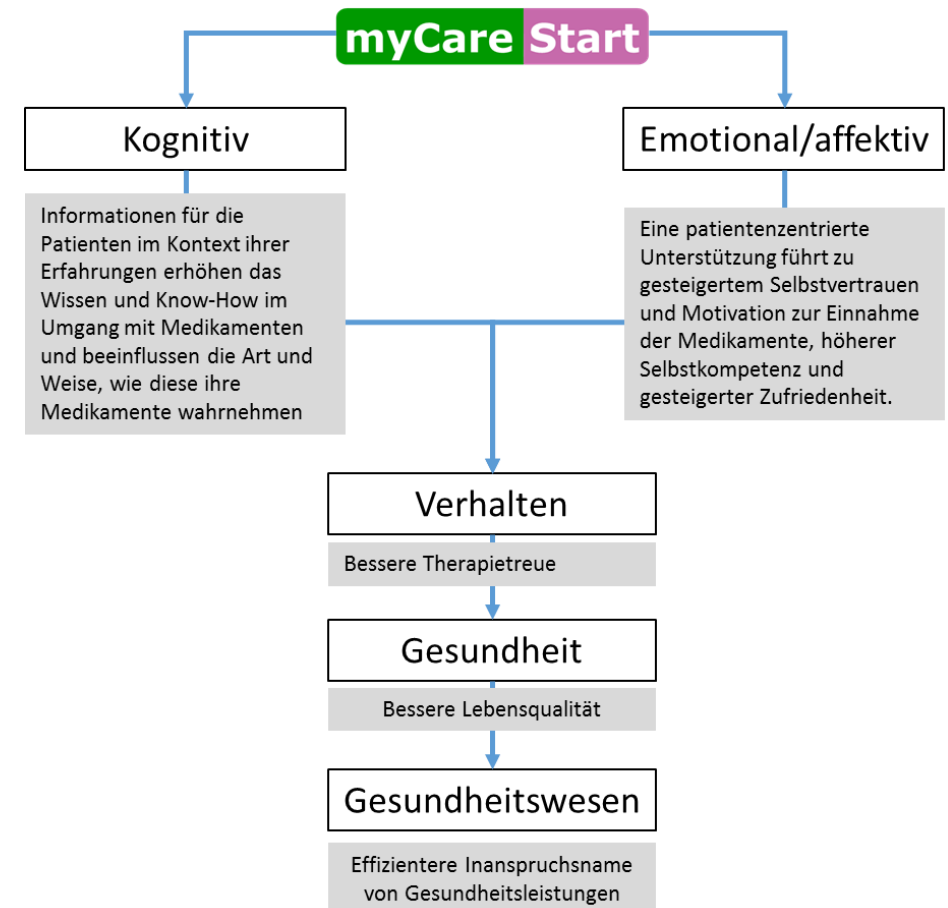 myCare Start
Kognitiv
Informationen für die
Patienten im Kontext ihrer
Erfahrungen erhöhen das
Wissen und Know-How im
Umgang mit Medikamenten
und beeinflussen die Art und
Weise, wie diese ihre
Medikamente wahrnehmen
Emotional/affektiv
Eine patientenzentrierte
Unterstützung führt zu
gesteigertem Selbstvertrauen
und Motivation zur Einnahme
der Medikamente, höherer
Selbstkompetenz und
gesteigerter Zufriedenheit.
Verhalten
Bessere Therapietreue
Gesundheit
Bessere Lebensqualität
Gesundheitswesen
Effizientere Inanspruchsname
von Gesundheitsleistungen